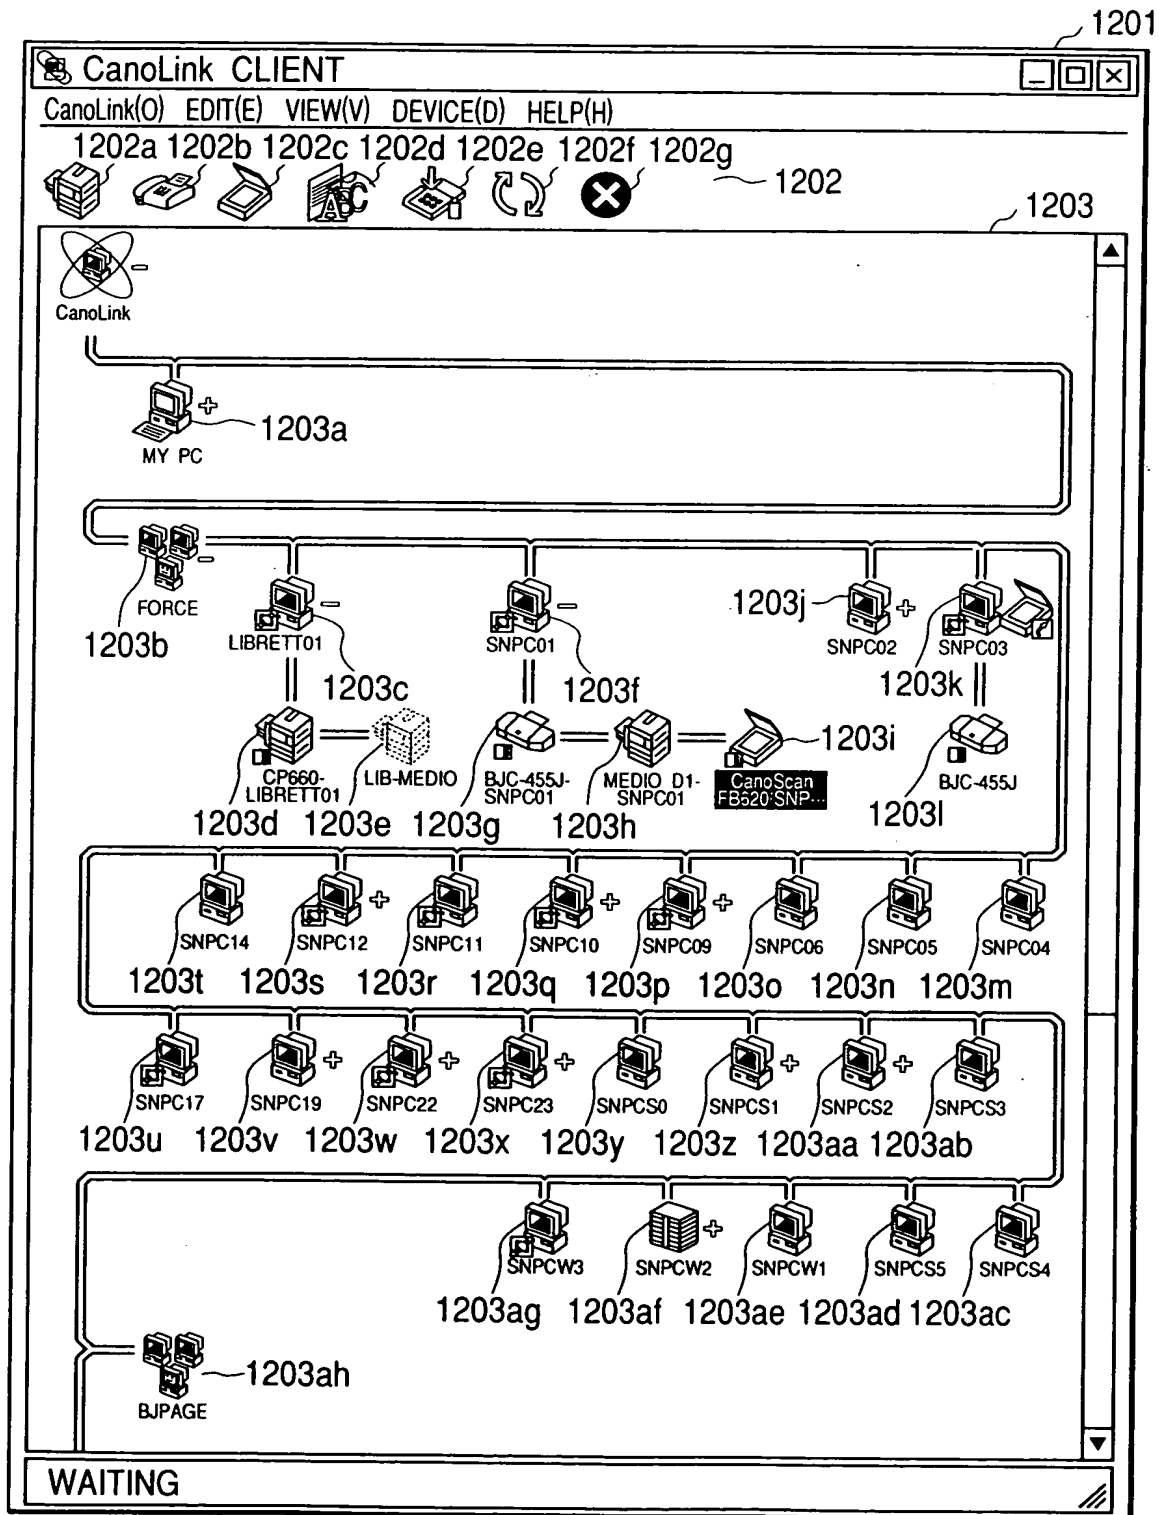 1201
CanoLink CLIENT
CanoLink(O) EDIT(E) VIEW(V) DEVICE(D) HELP(H)
1202a 1202b 1202c 1202d 1202e 1202f 1202g
1202
1203
CanoLink
1203a
MY PC
FORCE
1203b
LIBRETT01
SNPC01
1203j
SNPC02
SNPC03
1203c
1203f
1203k
1203i
CP660-
LIBRETT01
LIB-MEDIO
BJC-455J-
SNPC01
MEDIO D1-
SNPC01
CanoScan
FB620 SNP···
BJC-455J
1203d 1203e 1203g 1203h 1203l
SNPC14 SNPC12 SNPC11 SNPC10 SNPC09 SNPC06 SNPC05 SNPC04
1203t 1203s 1203r 1203q 1203p 1203o 1203n 1203m
SNPC17 SNPC19 SNPC22 SNPC23 SNPCS0 SNPCS1 SNPCS2 SNPCS3
1203u 1203v 1203w 1203x 1203y 1203z 1203aa 1203ab
SNPCW3 SNPCW2 SNPCW1 SNPCS5 SNPCS4
1203ag 1203af 1203ae 1203ad 1203ac
1203ah
BJPAGE
WAITING